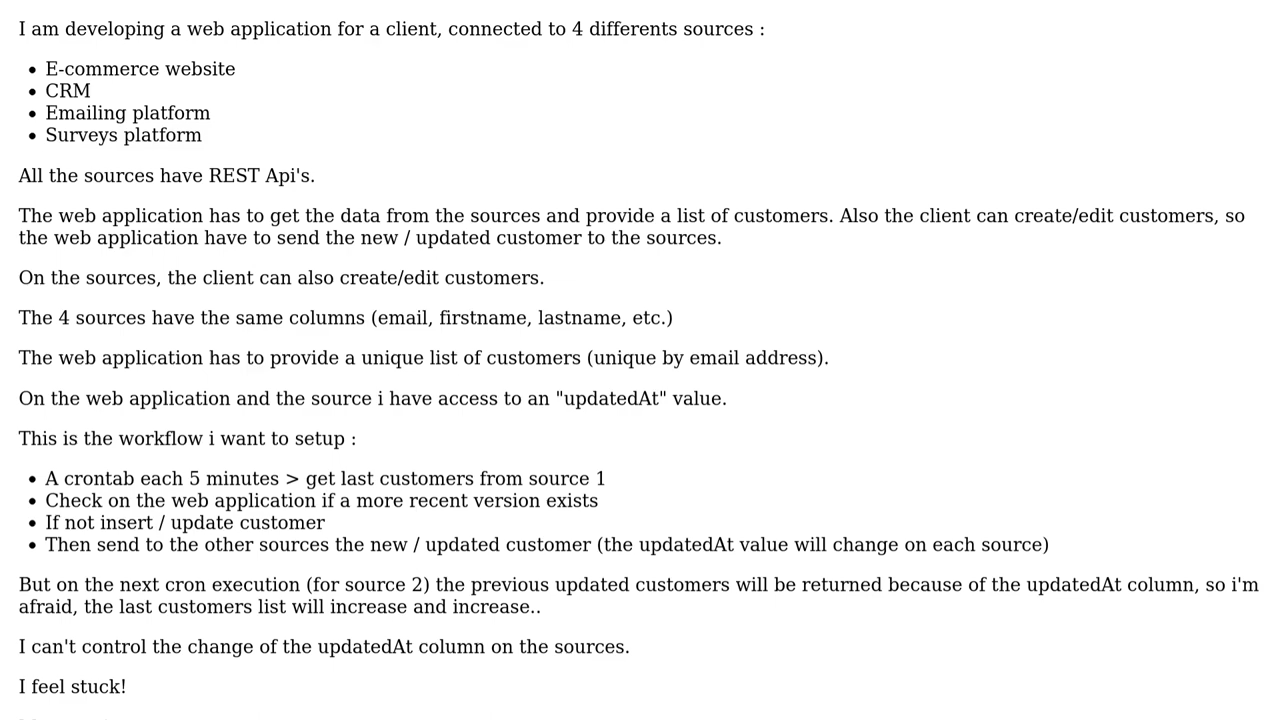 I am developing a web application for a client, connected to 4 differents sources :
• E-commerce website
• CRM
• Emailing platform
• Surveys platform
All the sources have REST Api's.
The web application has to get the data from the sources and provide a list of customers. Also the client can create/edit customers, so
the web application have to send the new / updated customer to the sources.
On the sources, the client can also create/edit customers.
The 4 sources have the same columns (email, firstname, lastname, etc.)
The web application has to provide a unique list of customers (unique by email address).
On the web application and the source i have access to an "updatedAt" value.
This is the workflow i want to setup :
• A crontab each 5 minutes > get last customers from source 1
• Check on the web application if a more recent version exists
• If not insert / update customer
• Then send to the other sources the new / updated customer (the updatedAt value will change on each source)
But on the next cron execution (for source 2) the previous updated customers will be returned because of the updatedAt column, so i'm
afraid, the last customers list will increase and increase..
I can't control the change of the updatedAt column on the sources.
I feel stuck!